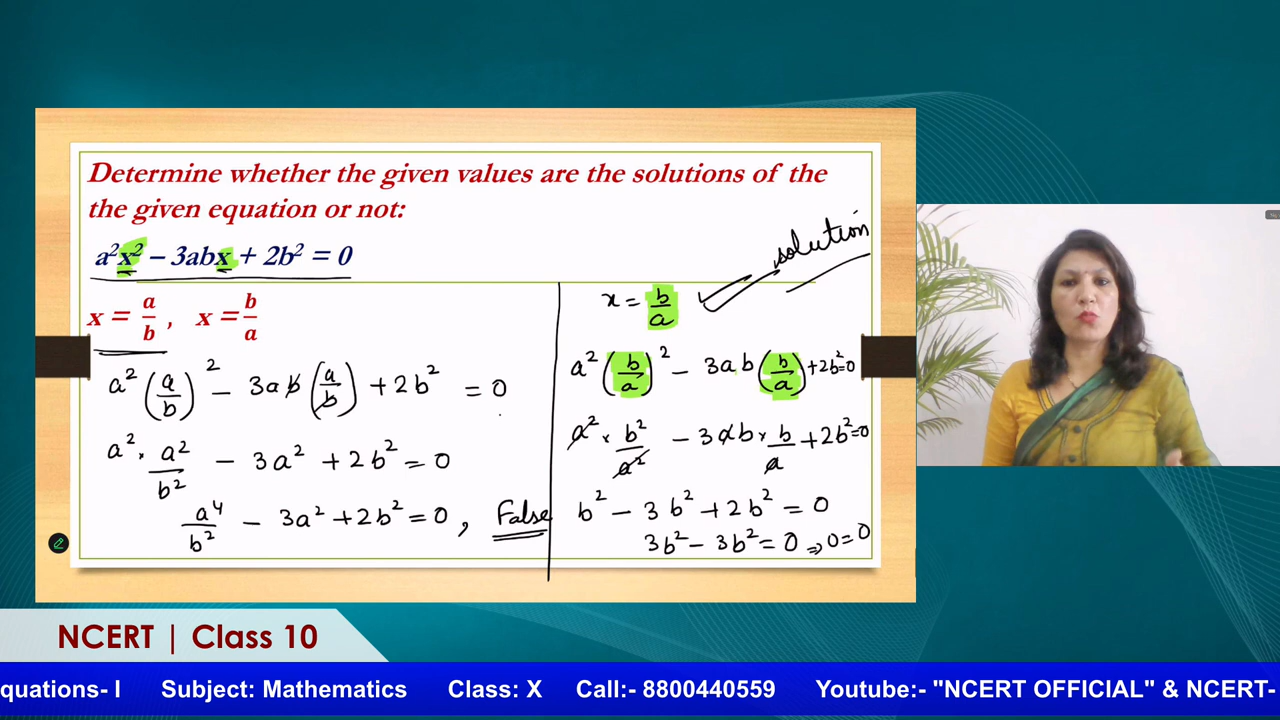 Determine whether the given values are the solutions of the
the given equation or not:
a²x² – 3abx + 2b² = 0
x = a/b , x = b/a
a² (a/b)² – 3ab (a/b) + 2b² = 0
a² · a²/b² – 3a² + 2b² = 0
a⁴/b² – 3a² + 2b² = 0 , False
solution
x = b/a
a² (b/a)² – 3ab (b/a) + 2b² = 0
a² × b²/a² – 3ab × b/a + 2b² = 0
b² – 3b² + 2b² = 0
3b² – 3b² = 0 ⇒ 0 = 0
NCERT | Class 10
quations- I Subject: Mathematics Class: X Call:- 8800440559 Youtube:- "NCERT OFFICIAL" & NCERT-